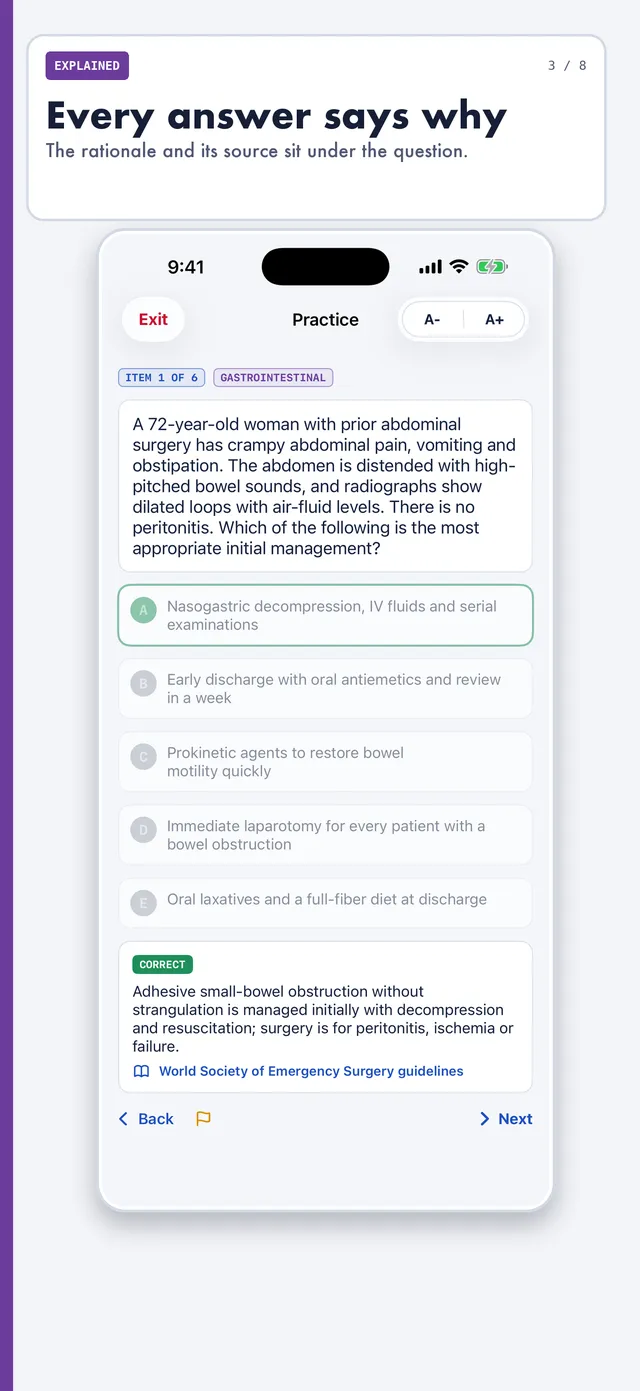 EXPLAINED
3 / 8
Every answer says why
The rationale and its source sit under the question.
9:41
Exit
Practice
A-
A+
ITEM 1 OF 6
GASTROINTESTINAL
A 72-year-old woman with prior abdominal
surgery has crampy abdominal pain, vomiting and
obstipation. The abdomen is distended with high-
pitched bowel sounds, and radiographs show
dilated loops with air-fluid levels. There is no
peritonitis. Which of the following is the most
appropriate initial management?
A
Nasogastric decompression, IV fluids and serial
examinations
B
Early discharge with oral antiemetics and review
in a week
C
Prokinetic agents to restore bowel
motility quickly
D
Immediate laparotomy for every patient with a
bowel obstruction
E
Oral laxatives and a full-fiber diet at discharge
CORRECT
Adhesive small-bowel obstruction without
strangulation is managed initially with decompression
and resuscitation; surgery is for peritonitis, ischemia or
failure.
World Society of Emergency Surgery guidelines
Back
Next